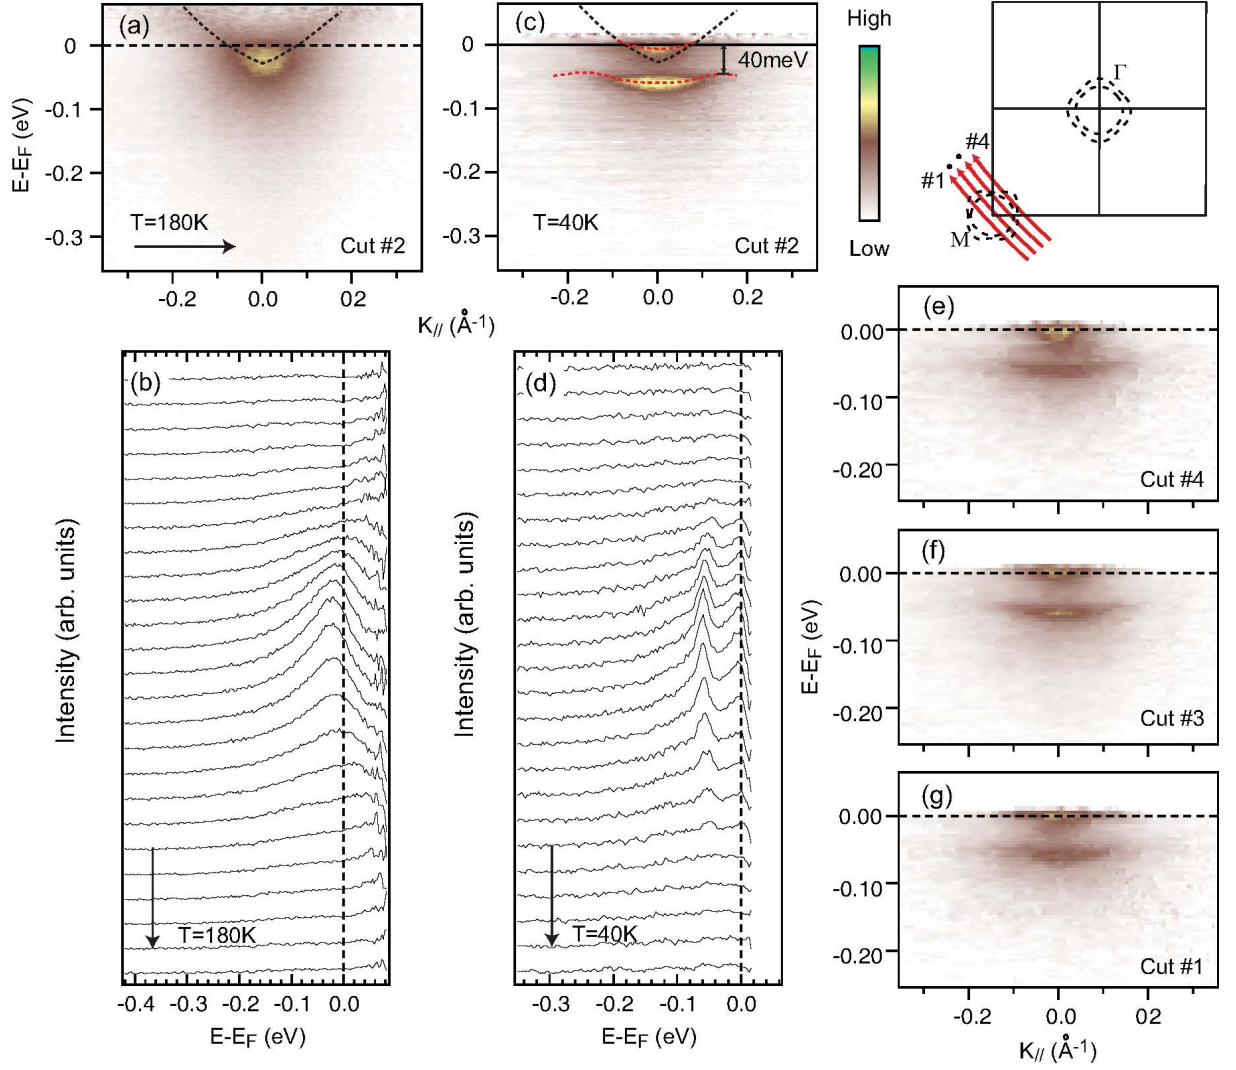 (a)
0
-0.1
-0.2
-0.3
E-EF (eV)
T=180K
Cut #2
-0.2
0.0
02
(c)
0
-0.1
-0.2
-0.3
40meV
T=40K
Cut #2
-0.2
0.0
0.2
K// (Å-1)
High
Low
Γ
#4
#1
M
(b)
Intensity (arb. units)
T=180K
-0.4
-0.3
-0.2
-0.1
0.0
E-EF (eV)
(d)
Intensity (arb. units)
T=40K
-0.3
-0.2
-0.1
0.0
E-EF (eV)
(e)
0.00
-0.10
-0.20
Cut #4
(f)
0.00
-0.10
-0.20
E-EF (eV)
Cut #3
(g)
0.00
-0.10
-0.20
Cut #1
-0.2
0.0
02
K// (Å-1)